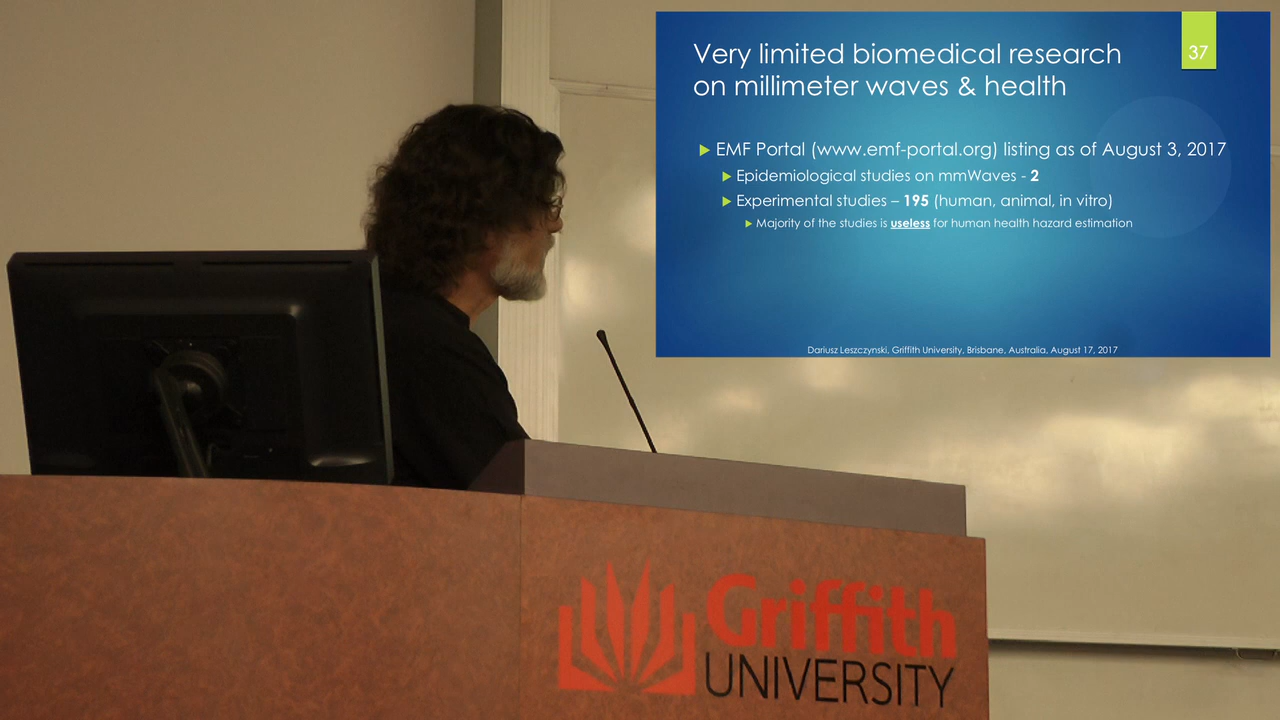 Very limited biomedical research
on millimeter waves & health
37
EMF Portal (www.emf-portal.org) listing as of August 3, 2017
Epidemiological studies on mmWaves - 2
Experimental studies – 195 (human, animal, in vitro)
Majority of the studies is useless for human health hazard estimation
Dariusz Leszczynski, Griffith University, Brisbane, Australia, August 17, 2017
Griffith
UNIVERSITY